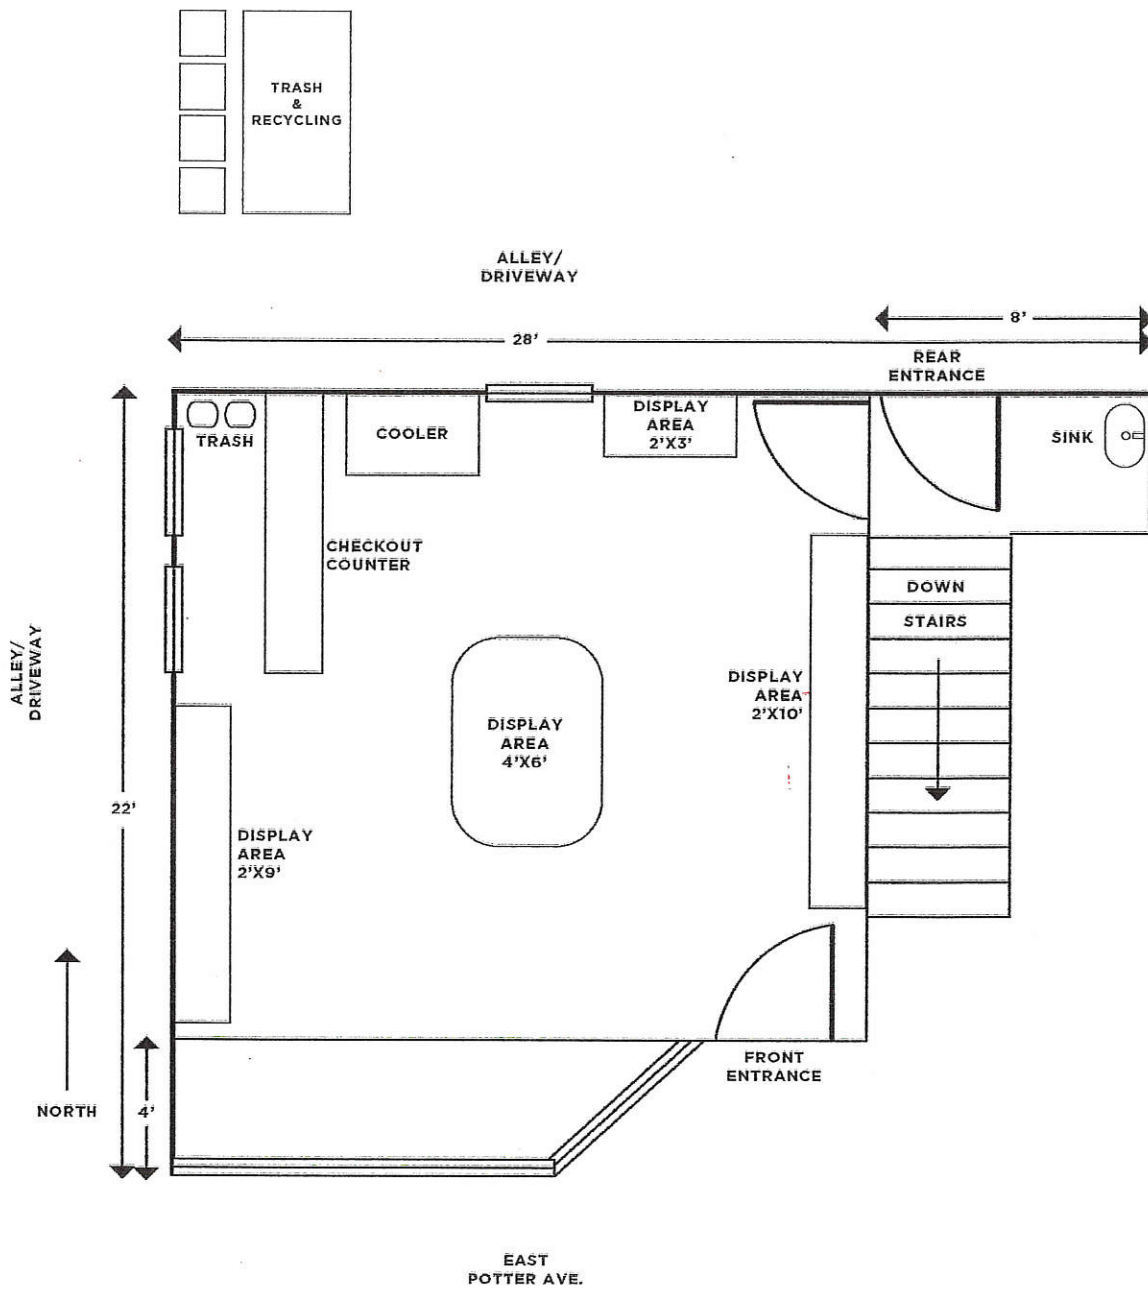 TRASH
&
RECYCLING
ALLEY/
DRIVEWAY
8'
28'
REAR
ENTRANCE
TRASH
COOLER
DISPLAY
AREA
2'X3'
SINK
CHECKOUT
COUNTER
DOWN
STAIRS
ALLEY/
DRIVEWAY
DISPLAY
AREA
2'X10'
DISPLAY
AREA
4'X6'
22'
DISPLAY
AREA
2'X9'
FRONT
ENTRANCE
NORTH
4'
EAST
POTTER AVE.